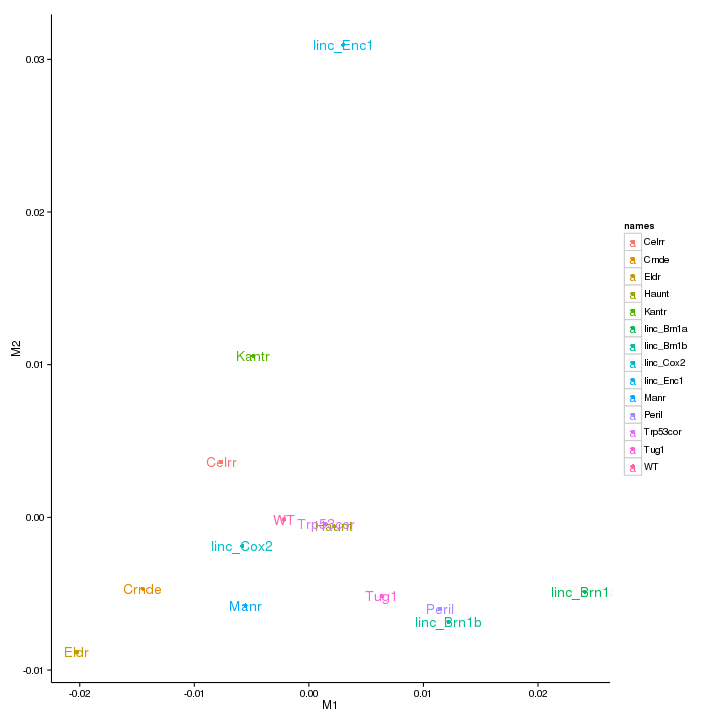 linc_Enc1
0.03
0.02
names
Celrr
Crnde
Eldr
Haunt
Kantr
linc_Brn1a
linc_Brn1b
linc_Cox2
linc_Enc1
Manr
Peril
Trp53cor
Tug1
WT
M2
Kantr
0.01
Celrr
0.00
WT
Trp53cor
Haunt
linc_Cox2
Crnde
linc_Brn1
Tug1
Manr
Peril
linc_Brn1b
Eldr
-0.01
-0.02
-0.01
0.00
0.01
0.02
M1